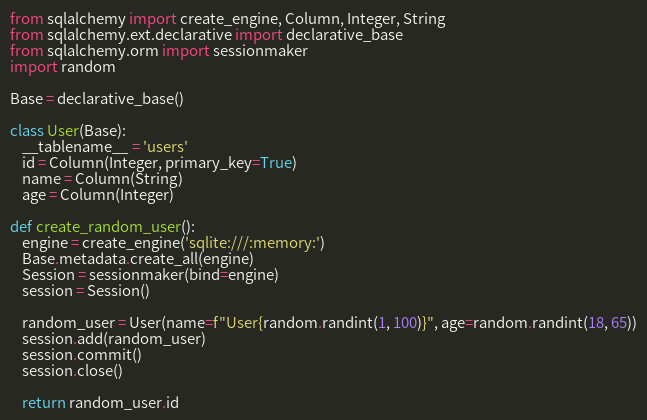 from sqlalchemy import create_engine, Column, Integer, String
from sqlalchemy.ext.declarative import declarative_base
from sqlalchemy.orm import sessionmaker
import random

Base = declarative_base()

class User(Base):
    __tablename__ = 'users'
    id = Column(Integer, primary_key=True)
    name = Column(String)
    age = Column(Integer)

def create_random_user():
    engine = create_engine('sqlite:///:memory:')
    Base.metadata.create_all(engine)
    Session = sessionmaker(bind=engine)
    session = Session()

    random_user = User(name=f"User{random.randint(1, 100)}", age=random.randint(18, 65))
    session.add(random_user)
    session.commit()
    session.close()

    return random_user.id